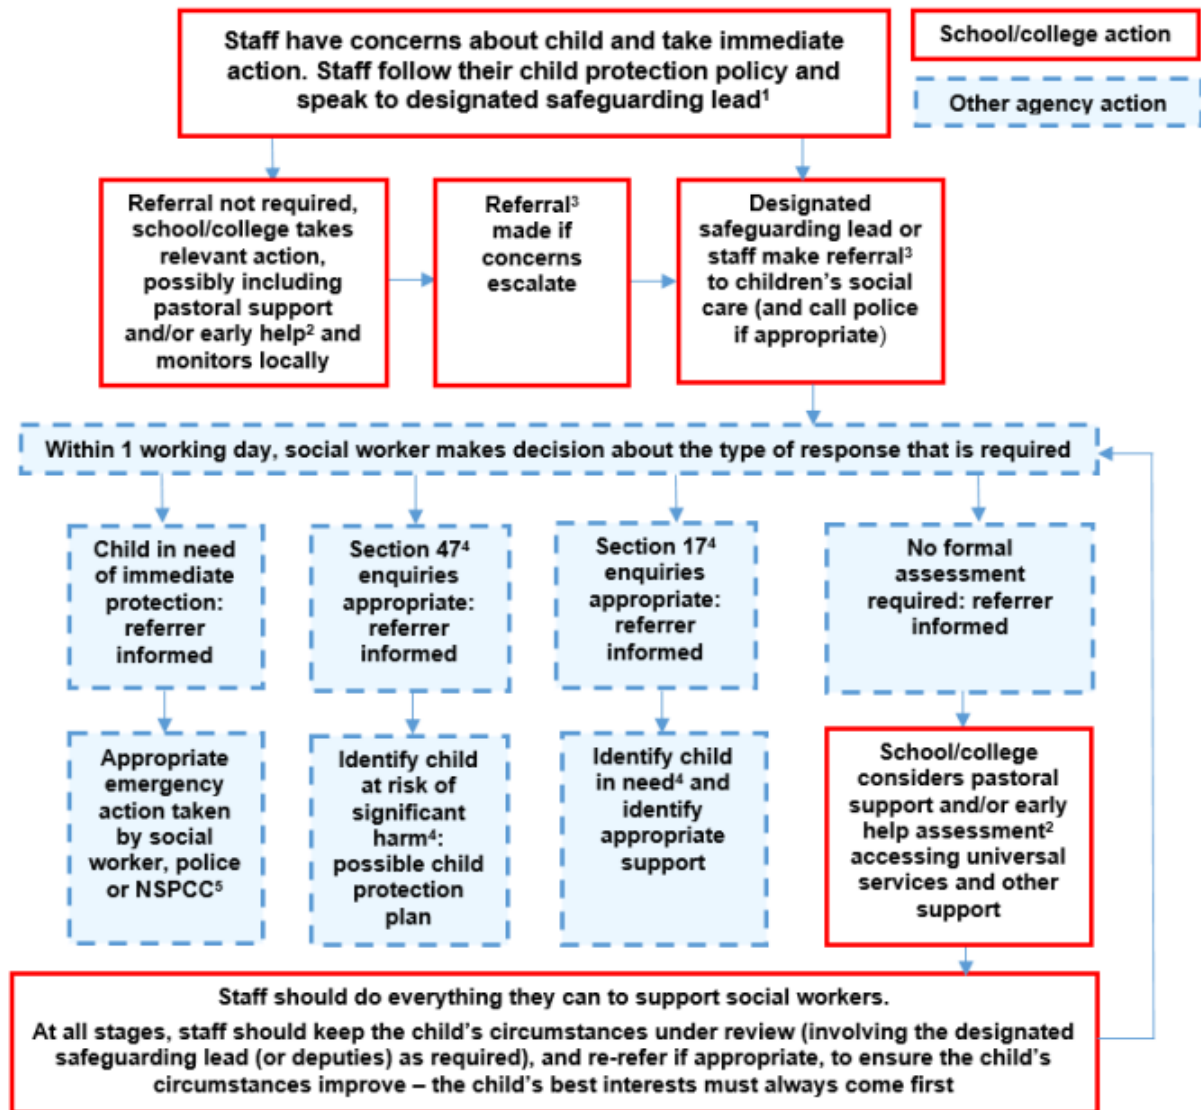 Staff have concerns about child and take immediate
action. Staff follow their child protection policy and
speak to designated safeguarding lead¹
School/college action
Other agency action
Referral not required,
school/college takes
relevant action,
possibly including
pastoral support
and/or early help² and
monitors locally
Referral³
made if
concerns
escalate
Designated
safeguarding lead or
staff make referral³
to children’s social
care (and call police
if appropriate)
Within 1 working day, social worker makes decision about the type of response that is required
Child in need
of immediate
protection:
referrer
informed
Section 47⁴
enquiries
appropriate:
referrer
informed
Section 17⁴
enquiries
appropriate:
referrer
informed
No formal
assessment
required: referrer
informed
Appropriate
emergency
action taken
by social
worker, police
or NSPCC⁵
Identify child
at risk of
significant
harm⁴:
possible child
protection
plan
Identify child
in need⁴ and
identify
appropriate
support
School/college
considers pastoral
support and/or early
help assessment²
accessing universal
services and other
support
Staff should do everything they can to support social workers.
At all stages, staff should keep the child’s circumstances under review (involving the designated
safeguarding lead (or deputies) as required), and re-refer if appropriate, to ensure the child’s
circumstances improve – the child’s best interests must always come first